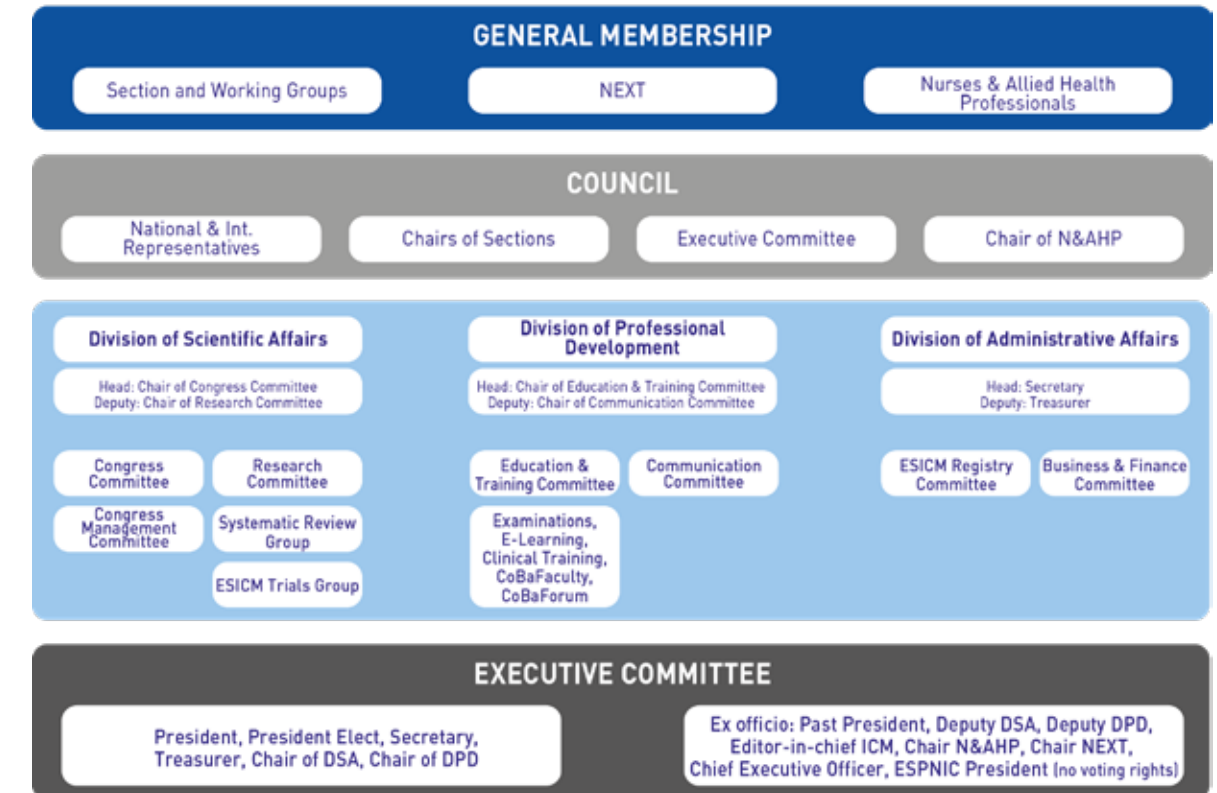 GENERAL MEMBERSHIP
Section and Working Groups
NEXT
Nurses & Allied Health
Professionals
COUNCIL
National & Int.
Representatives
Chairs of Sections
Executive Committee
Chair of N&AHP
Division of Scientific Affairs
Head: Chair of Congress Committee
Deputy: Chair of Research Committee
Congress
Committee
Research
Committee
Congress
Management
Committee
Systematic Review
Group
ESICM Trials Group
Division of Professional
Development
Head: Chair of Education & Training Committee
Deputy: Chair of Communication Committee
Education &
Training Committee
Communication
Committee
Examinations,
E-Learning,
Clinical Training,
CoBaFaculty,
CoBaForum
Division of Administrative Affairs
Head: Secretary
Deputy: Treasurer
ESICM Registry
Committee
Business & Finance
Committee
EXECUTIVE COMMITTEE
President, President Elect, Secretary,
Treasurer, Chair of DSA, Chair of DPD
Ex officio: Past President, Deputy DSA, Deputy DPD,
Editor-in-chief ICM, Chair N&AHP, Chair NEXT,
Chief Executive Officer, ESPNIC President (no voting rights)